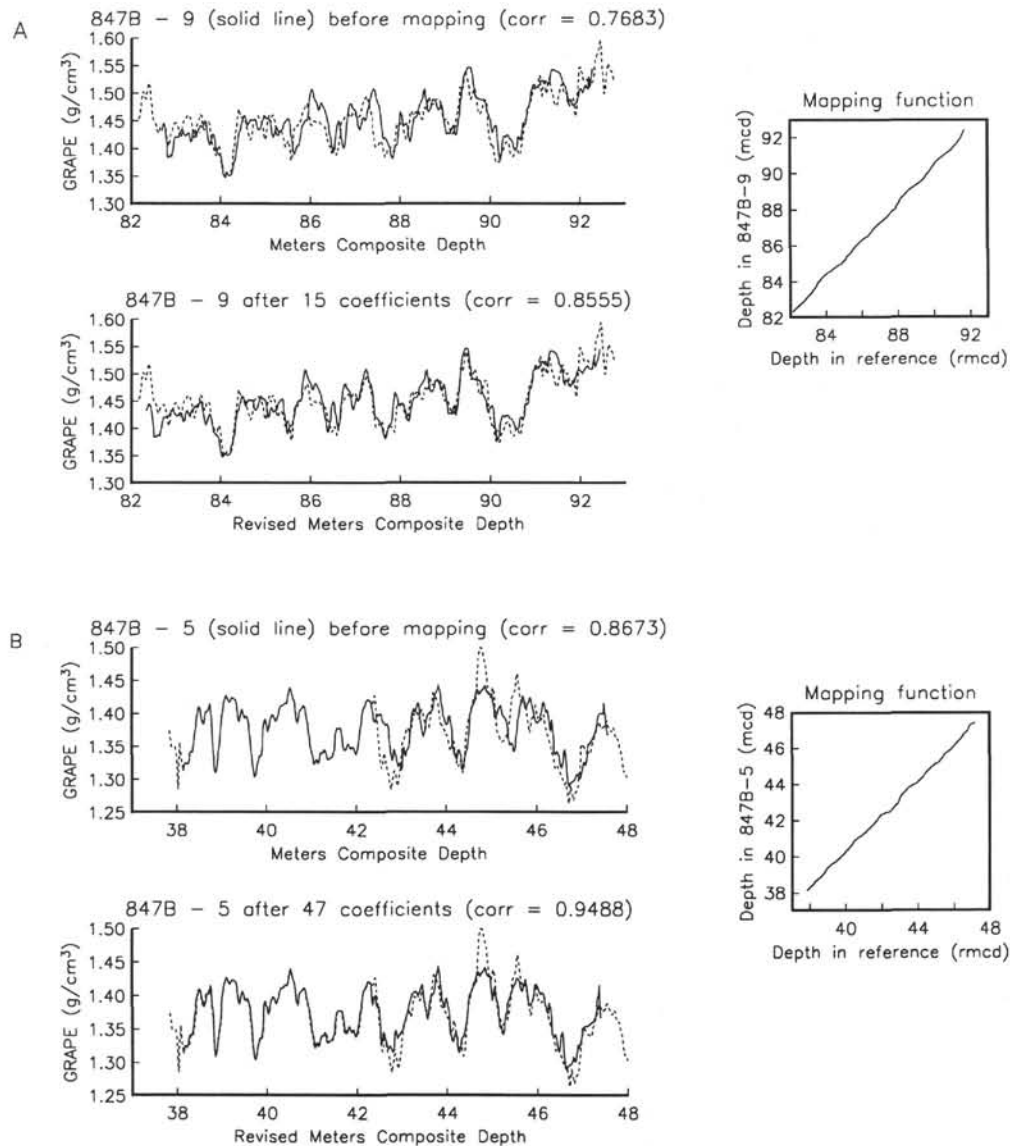 A
847B - 9 (solid line) before mapping (corr = 0.7683)
GRAPE (g/cm³)
1.60
1.55
1.50
1.45
1.40
1.35
1.30
82 84 86 88 90 92
Meters Composite Depth
Mapping function
Depth in 847B-9 (mcd)
92
90
88
86
84
82
84 88 92
Depth in reference (rmcd)
847B - 9 after 15 coefficients (corr = 0.8555)
GRAPE (g/cm³)
1.60
1.55
1.50
1.45
1.40
1.35
1.30
82 84 86 88 90 92
Revised Meters Composite Depth
B
847B - 5 (solid line) before mapping (corr = 0.8673)
GRAPE (g/cm³)
1.50
1.45
1.40
1.35
1.30
1.25
38 40 42 44 46 48
Meters Composite Depth
Mapping function
Depth in 847B-5 (mcd)
48
46
44
42
40
38
40 44 48
Depth in reference (rmcd)
847B - 5 after 47 coefficients (corr = 0.9488)
GRAPE (g/cm³)
1.50
1.45
1.40
1.35
1.30
1.25
38 40 42 44 46 48
Revised Meters Composite Depth